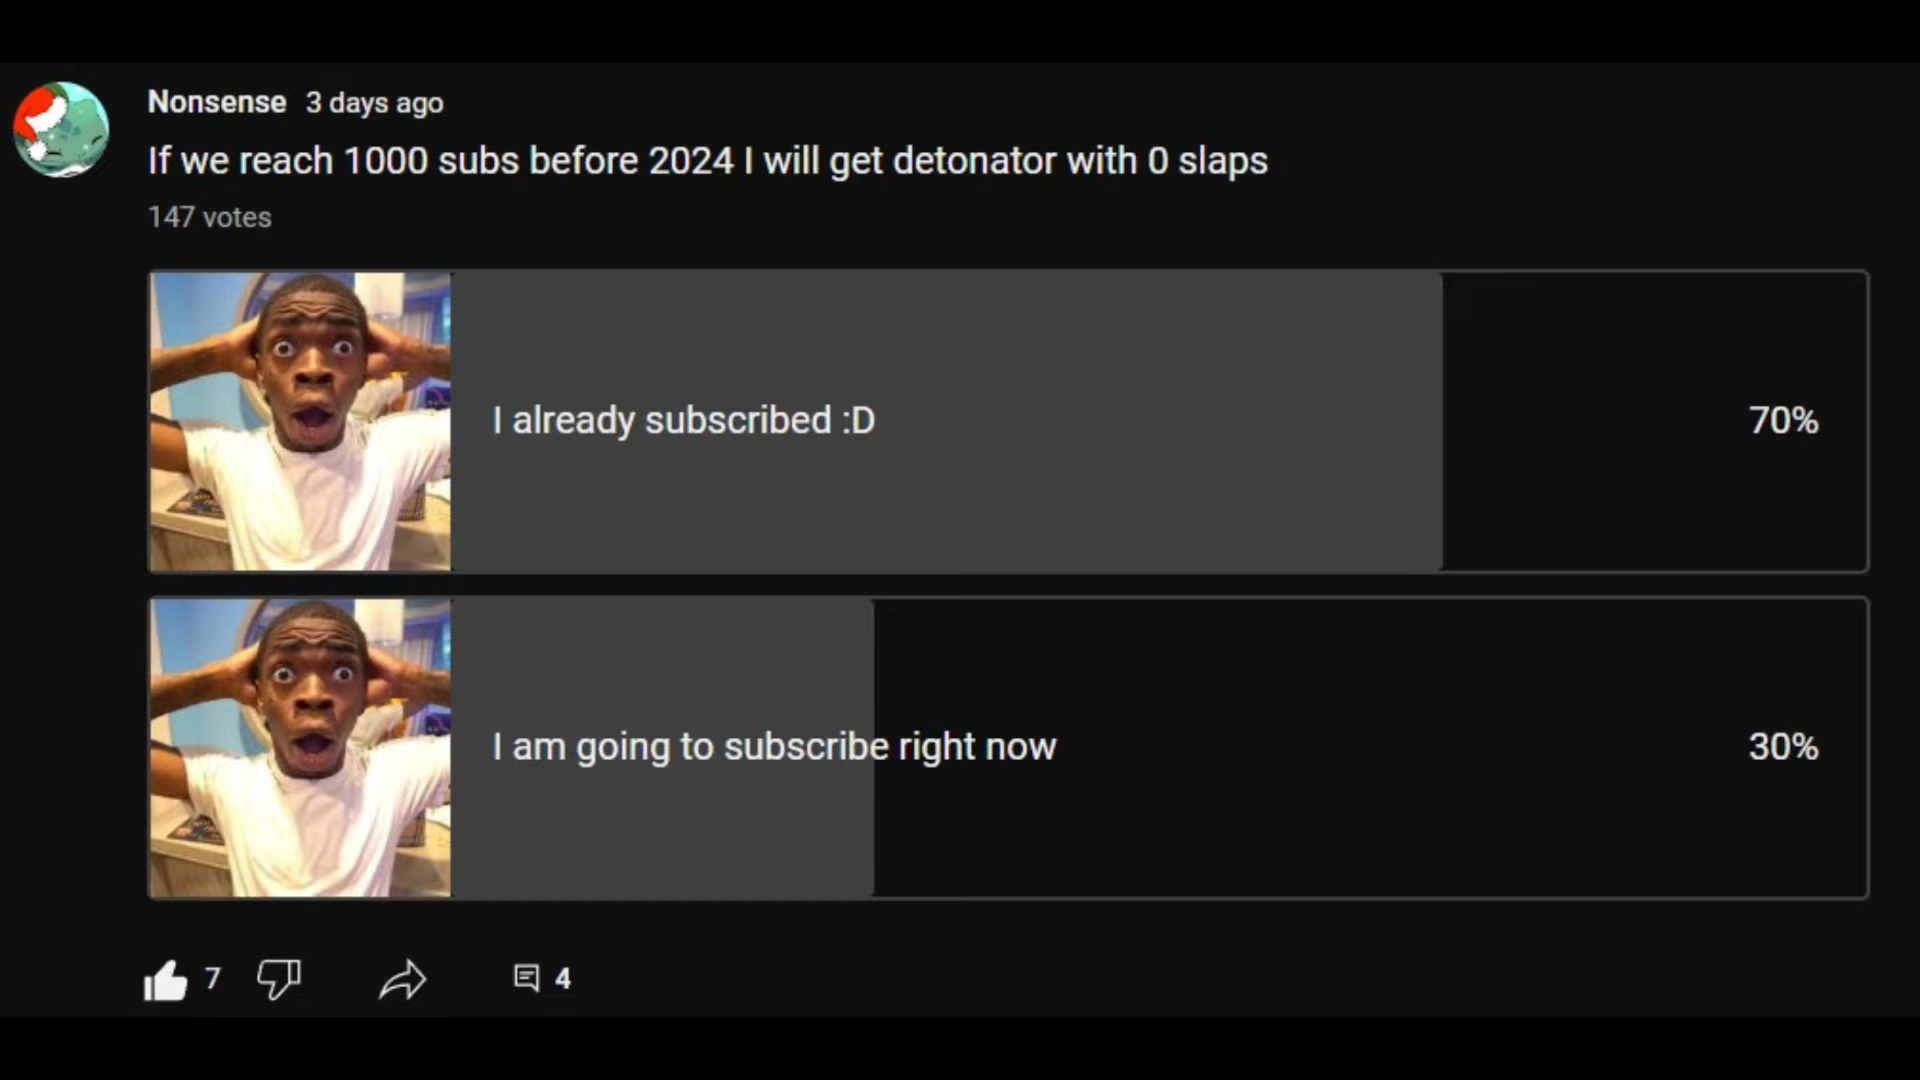 Nonsense 3 days ago
If we reach 1000 subs before 2024 I will get detonator with 0 slaps
147 votes
I already subscribed :D 70%
I am going to subscribe right now 30%
7 4